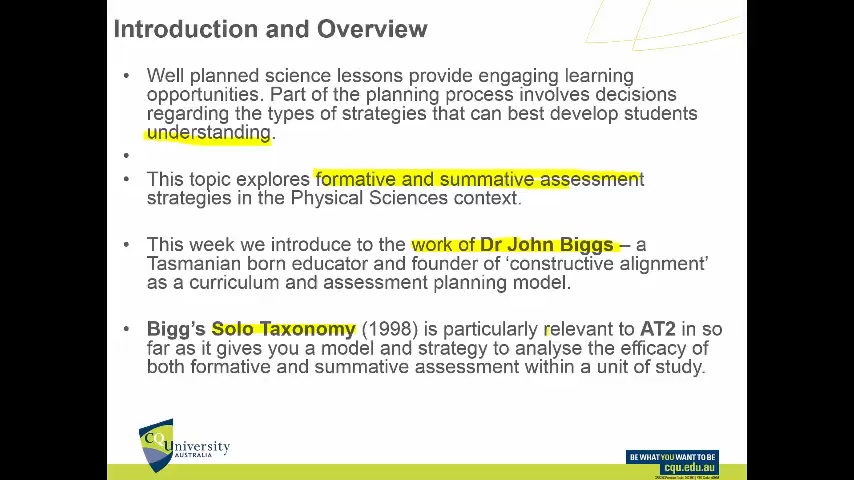 Introduction and Overview
• Well planned science lessons provide engaging learning
opportunities. Part of the planning process involves decisions
regarding the types of strategies that can best develop students
understanding.
•
• This topic explores formative and summative assessment
strategies in the Physical Sciences context.
• This week we introduce to the work of Dr John Biggs – a
Tasmanian born educator and founder of ‘constructive alignment’
as a curriculum and assessment planning model.
• Bigg's Solo Taxonomy (1998) is particularly relevant to AT2 in so
far as it gives you a model and strategy to analyse the efficacy of
both formative and summative assessment within a unit of study.
CQUniversity
AUSTRALIA
BE WHAT YOU WANT TO BE
cqu.edu.au